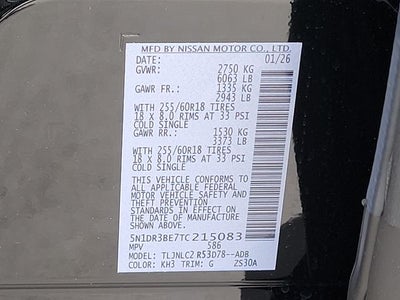 MFD BY NISSAN MOTOR CO., LTD.
DATE: 01/26
GVWR: 2750 KG
6063 LB
GAWR FR.: 1335 KG
2943 LB
WITH 255/60R18 TIRES
18 X 8.0 RIMS AT 33 PSI
COLD SINGLE
GAWR RR.: 1530 KG
3373 LB
WITH 255/60R18 TIRES
18 X 8.0 RIMS AT 33 PSI
COLD SINGLE
THIS VEHICLE CONFORMS TO
ALL APPLICABLE FEDERAL
MOTOR VEHICLE SAFETY AND
THEFT PREVENTION
STANDARDS IN EFFECT ON
THE DATE OF MANUFACTURE
SHOWN ABOVE.
5N1DR3BE7TC215083
MPV 586
MODEL: TLJNLC2 R53D78--ADB
COLOR: KH3 TRIM: G ZS30A